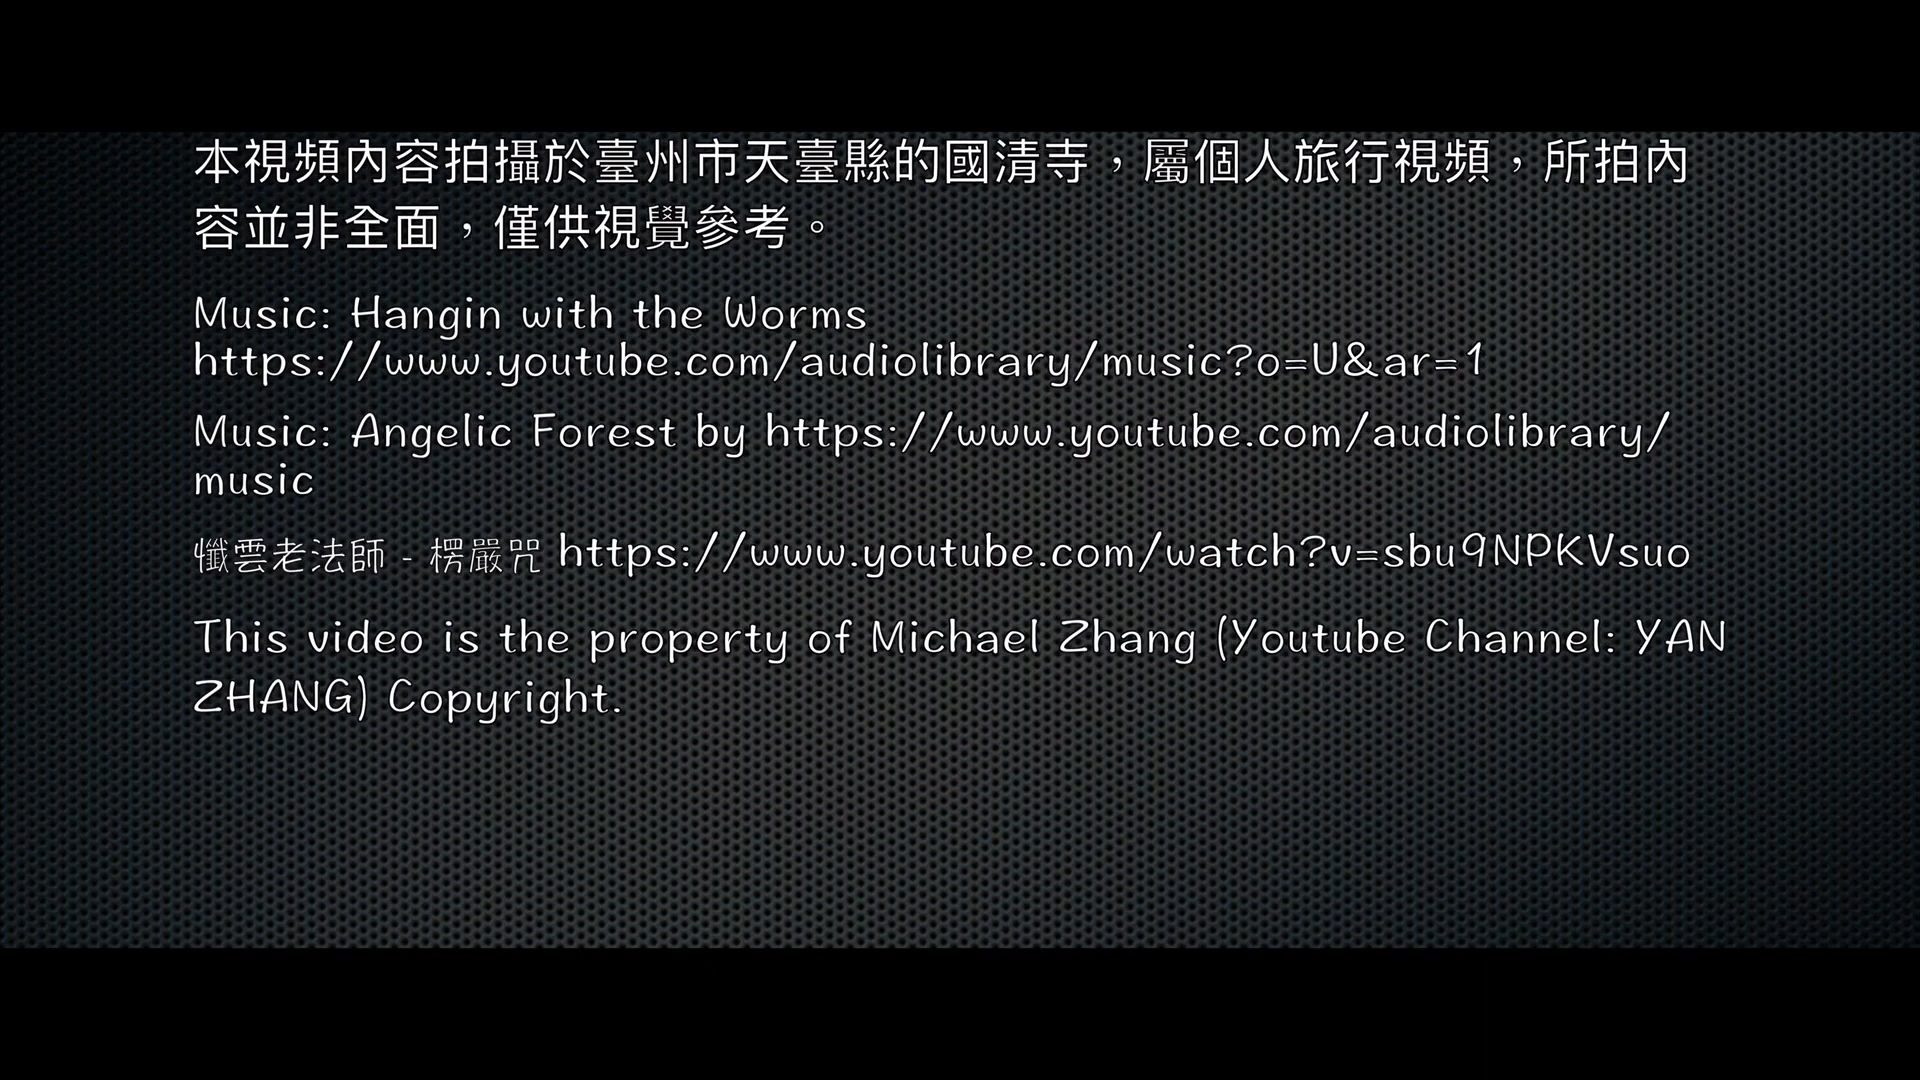 本視頻內容拍攝於臺州市天臺縣的國清寺，屬個人旅行視頻，所拍內
容並非全面，僅供視覺參考。
Music: Hangin with the Worms
https://www.youtube.com/audiolibrary/music?o=U&ar=1
Music: Angelic Forest by https://www.youtube.com/audiolibrary/
music
懺雲老法師 - 楞嚴咒 https://www.youtube.com/watch?v=sbu9NPKVsuo
This video is the property of Michael Zhang (Youtube Channel: YAN
ZHANG) Copyright.